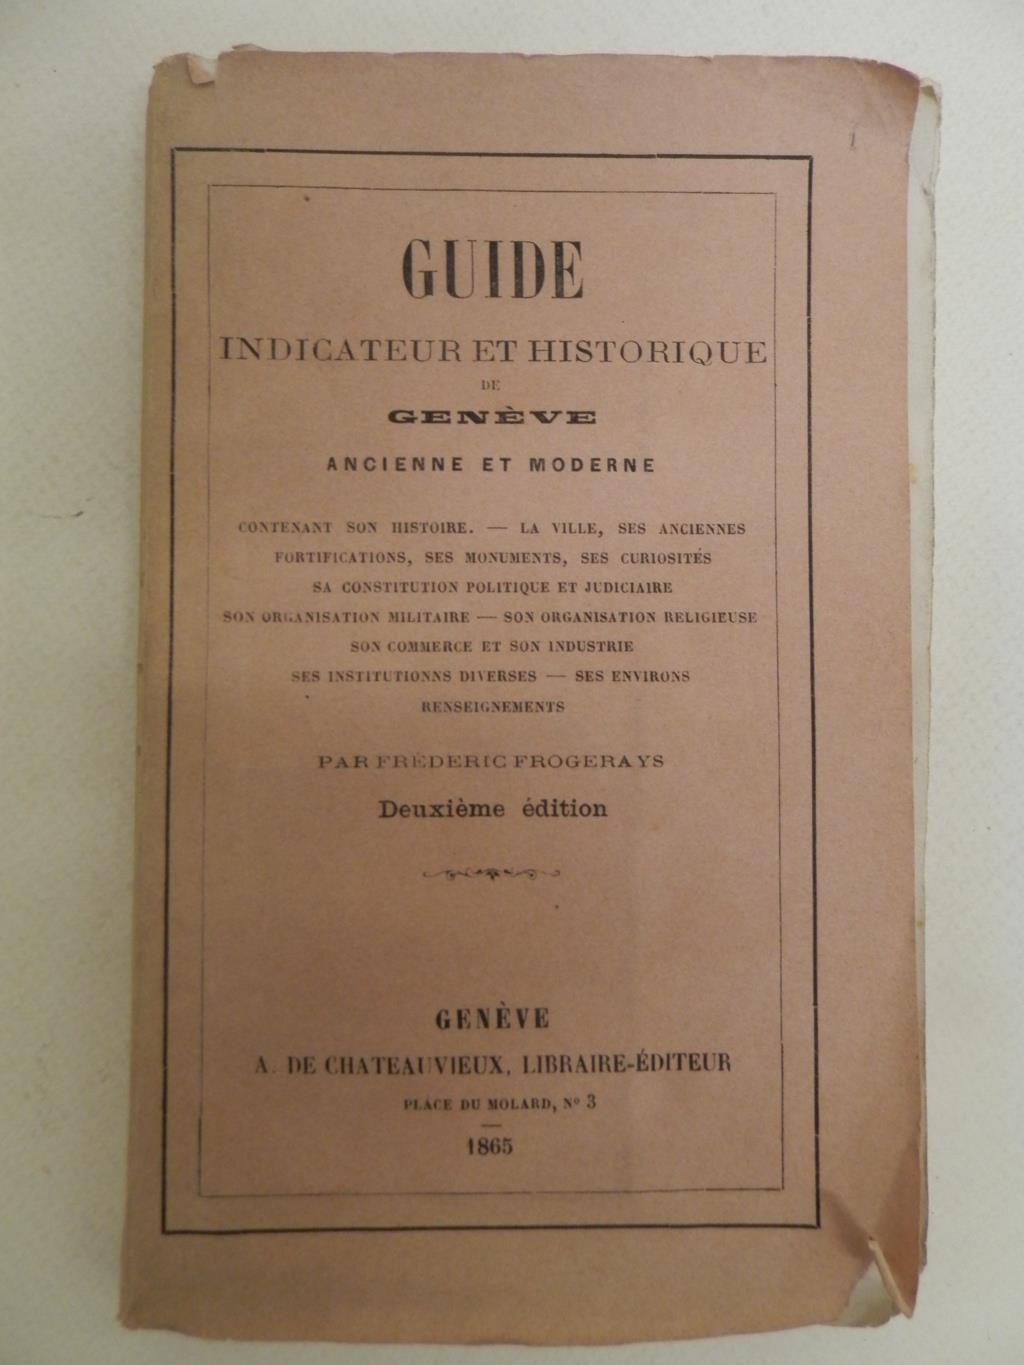 GUIDE
INDICATEUR ET HISTORIQUE
DE
GENÈVE
ANCIENNE ET MODERNE
CONTENANT SON HISTOIRE. — LA VILLE, SES ANCIENNES
FORTIFICATIONS, SES MONUMENTS, SES CURIOSITÉS
SA CONSTITUTION POLITIQUE ET JUDICIAIRE
SON ORGANISATION MILITAIRE — SON ORGANISATION RELIGIEUSE
SON COMMERCE ET SON INDUSTRIE
SES INSTITUTIONNS DIVERSES — SES ENVIRONS
RENSEIGNEMENTS
PAR FRÉDERIC FROGERAYS
Deuxième édition
GENÈVE
A. DE CHATEAUVIEUX, LIBRAIRE-ÉDITEUR
PLACE DU MOLARD, Nº 3
1865